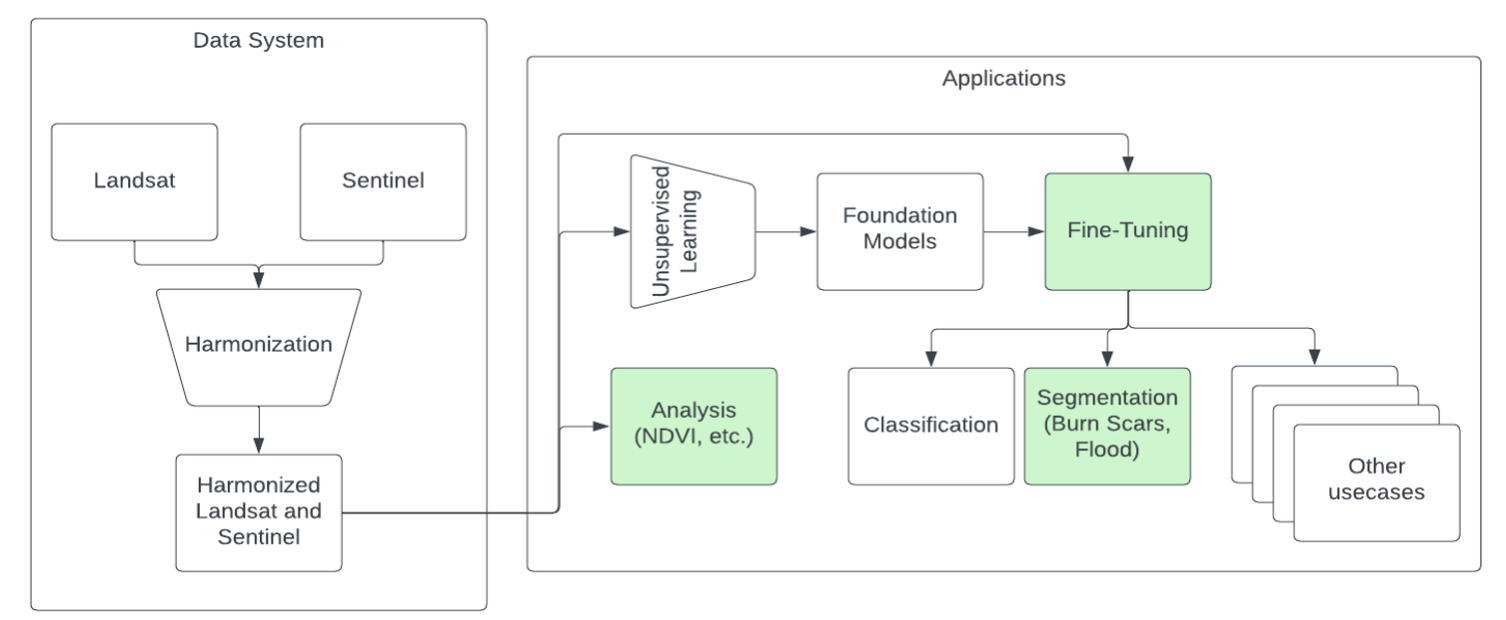 Data System
Landsat
Sentinel
Harmonization
Harmonized
Landsat and
Sentinel
Applications
Unsupervised
Learning
Foundation
Models
Fine-Tuning
Analysis
(NDVI, etc.)
Classification
Segmentation
(Burn Scars,
Flood)
Other
usecases